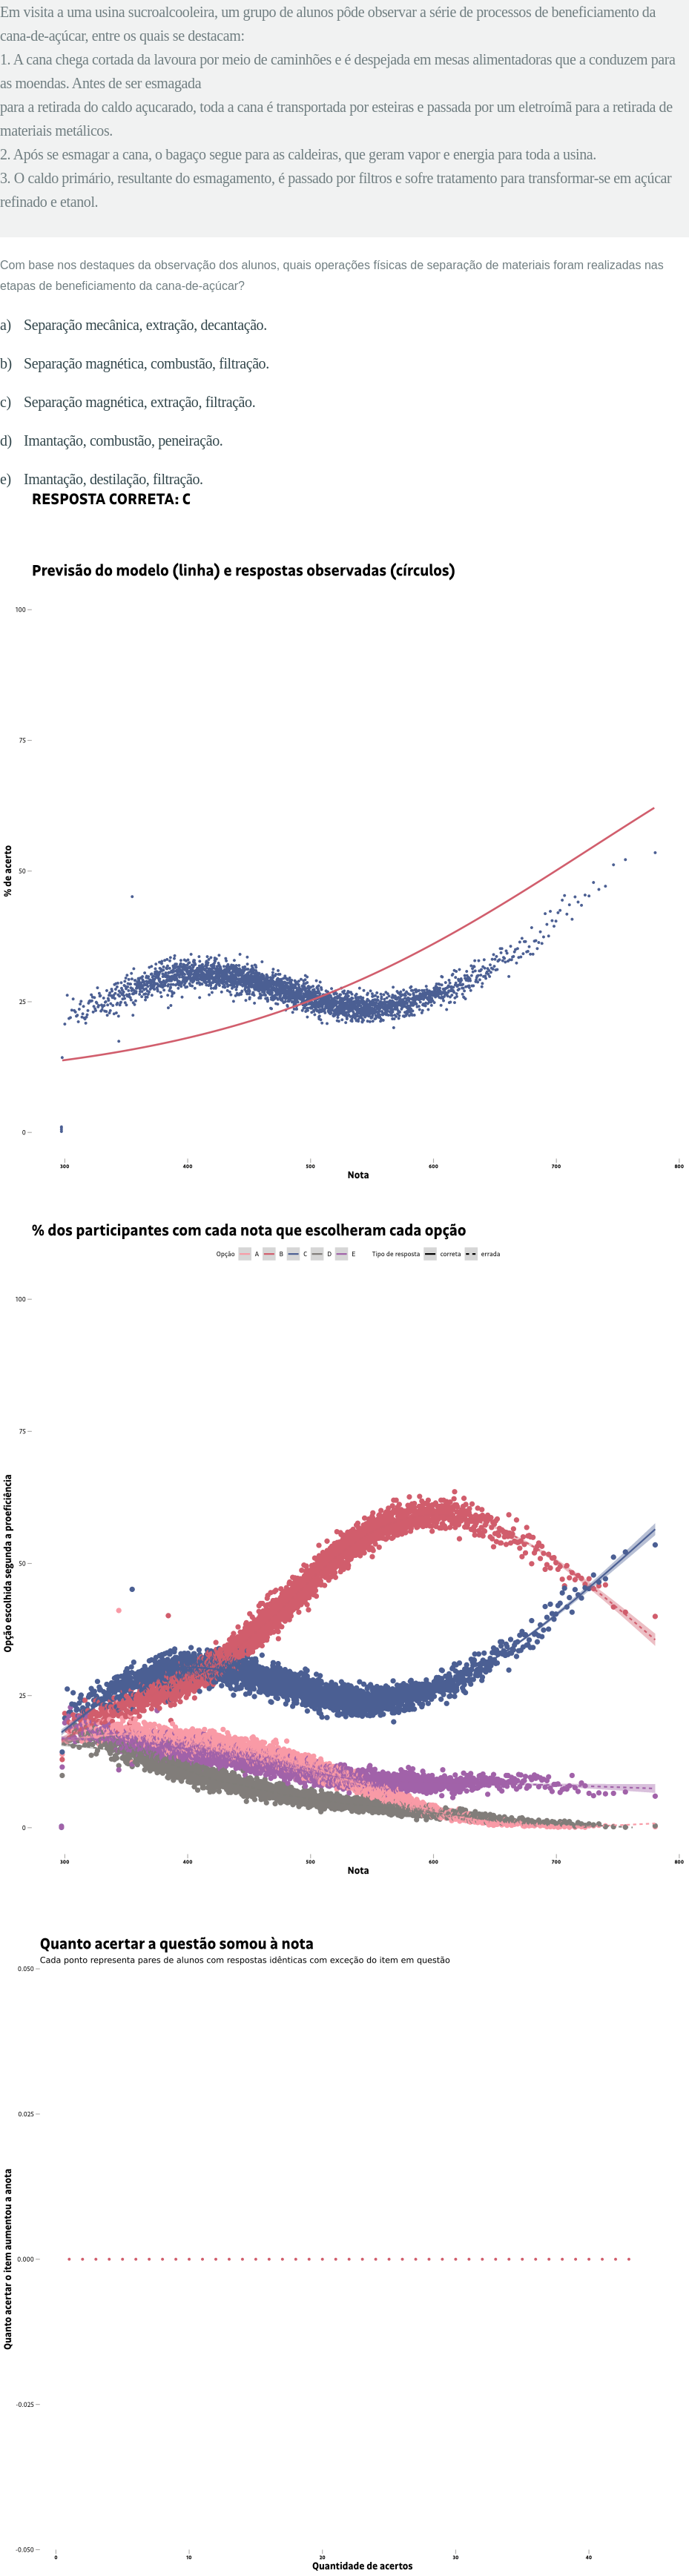 Em visita a uma usina sucroalcooleira, um grupo de alunos pôde observar a série de processos de beneficiamento da
cana-de-açúcar, entre os quais se destacam:
1. A cana chega cortada da lavoura por meio de caminhões e é despejada em mesas alimentadoras que a conduzem para
as moendas. Antes de ser esmagada
para a retirada do caldo açucarado, toda a cana é transportada por esteiras e passada por um eletroímã para a retirada de
materiais metálicos.
2. Após se esmagar a cana, o bagaço segue para as caldeiras, que geram vapor e energia para toda a usina.
3. O caldo primário, resultante do esmagamento, é passado por filtros e sofre tratamento para transformar-se em açúcar
refinado e etanol.
Com base nos destaques da observação dos alunos, quais operações físicas de separação de materiais foram realizadas nas
etapas de beneficiamento da cana-de-açúcar?
a) Separação mecânica, extração, decantação.
b) Separação magnética, combustão, filtração.
c) Separação magnética, extração, filtração.
d) Imantação, combustão, peneiração.
e) Imantação, destilação, filtração.
RESPOSTA CORRETA: C
Previsão do modelo (linha) e respostas observadas (círculos)
100
75
50
25
0
% de acerto
300 400 500 600 700 800
Nota
% dos participantes com cada nota que escolheram cada opção
Opção A B C D E Tipo de resposta correta errada
100
75
50
25
0
Opção escolhida segunda a proeficiência
300 400 500 600 700 800
Nota
Quanto acertar a questão somou à nota
Cada ponto representa pares de alunos com respostas idênticas com exceção do item em questão
0.050
0.025
0.000
-0.025
-0.050
Quanto acertar o item aumentou a anota
0 10 20 30 40
Quantidade de acertos